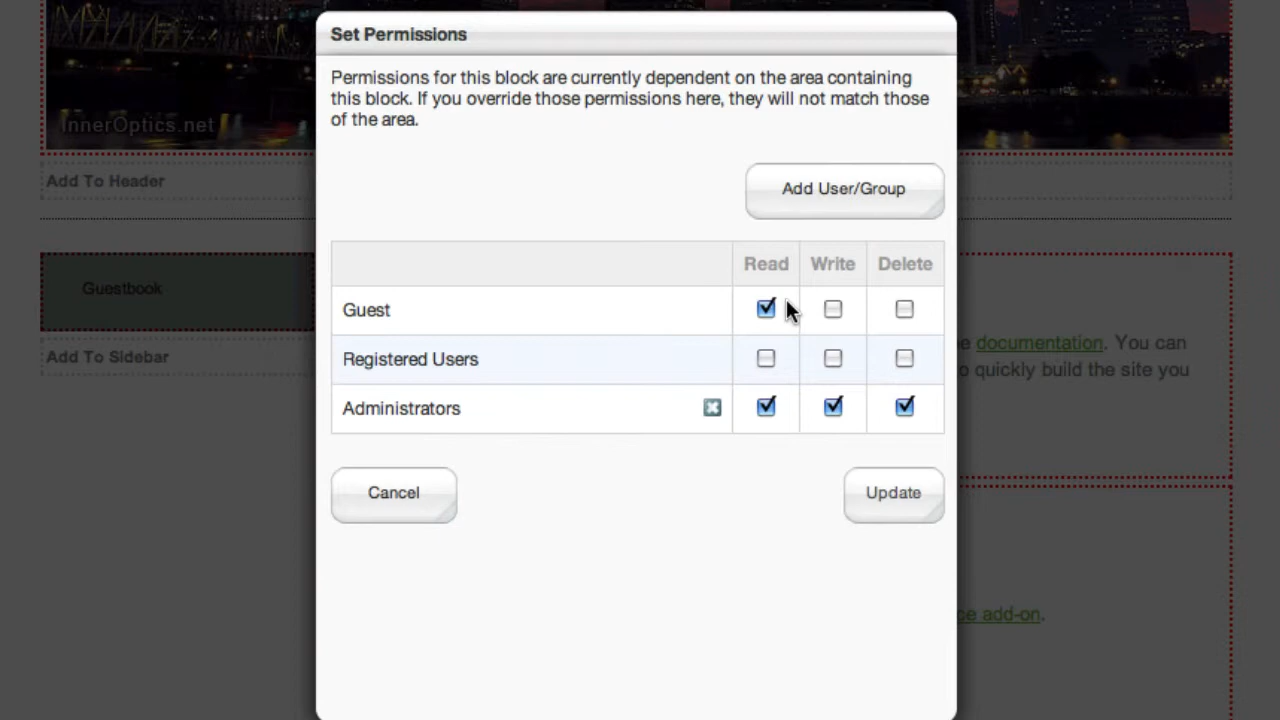 Set Permissions
Permissions for this block are currently dependent on the area containing
this block. If you override those permissions here, they will not match those
of the area.
InnerOptics.net
Add To Header
Add User/Group
Read Write Delete
Guestbook
Guest
Add To Sidebar
Registered Users
documentation. You can
o quickly build the site you
Administrators
Cancel
Update
add-on.